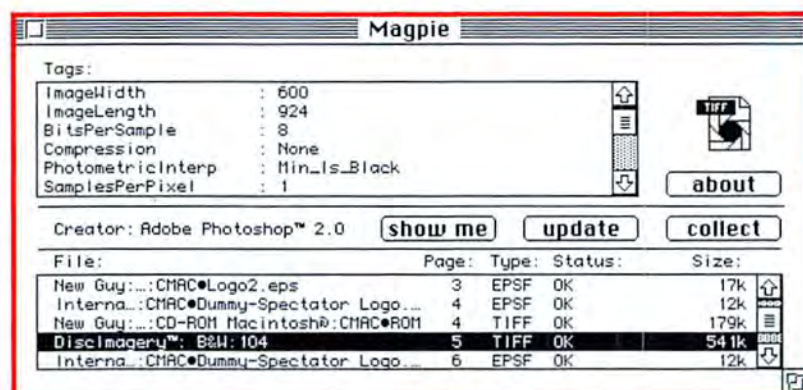 Magpie
Tags:
ImageWidth : 600
ImageLength : 924
BitsPerSample : 8
Compression : None
PhotometricInterp : Min_Is_Black
SamplesPerPixel : 1
TIFF
about
Creator: Adobe Photoshop™ 2.0 show me update collect
File: Page: Type: Status: Size:
New Guy:…:CMAC●Logo2.eps 3 EPSF OK 17k
Interna…:CMAC●Dummy-Spectator Logo.… 4 EPSF OK 12k
New Guy:…:CD-ROM Macintosh®:CMAC●ROM 4 TIFF OK 179k
DiscImagery™: B&W:104 5 TIFF OK 541k
Interna…:CMAC●Dummy-Spectator Logo.… 6 EPSF OK 12k